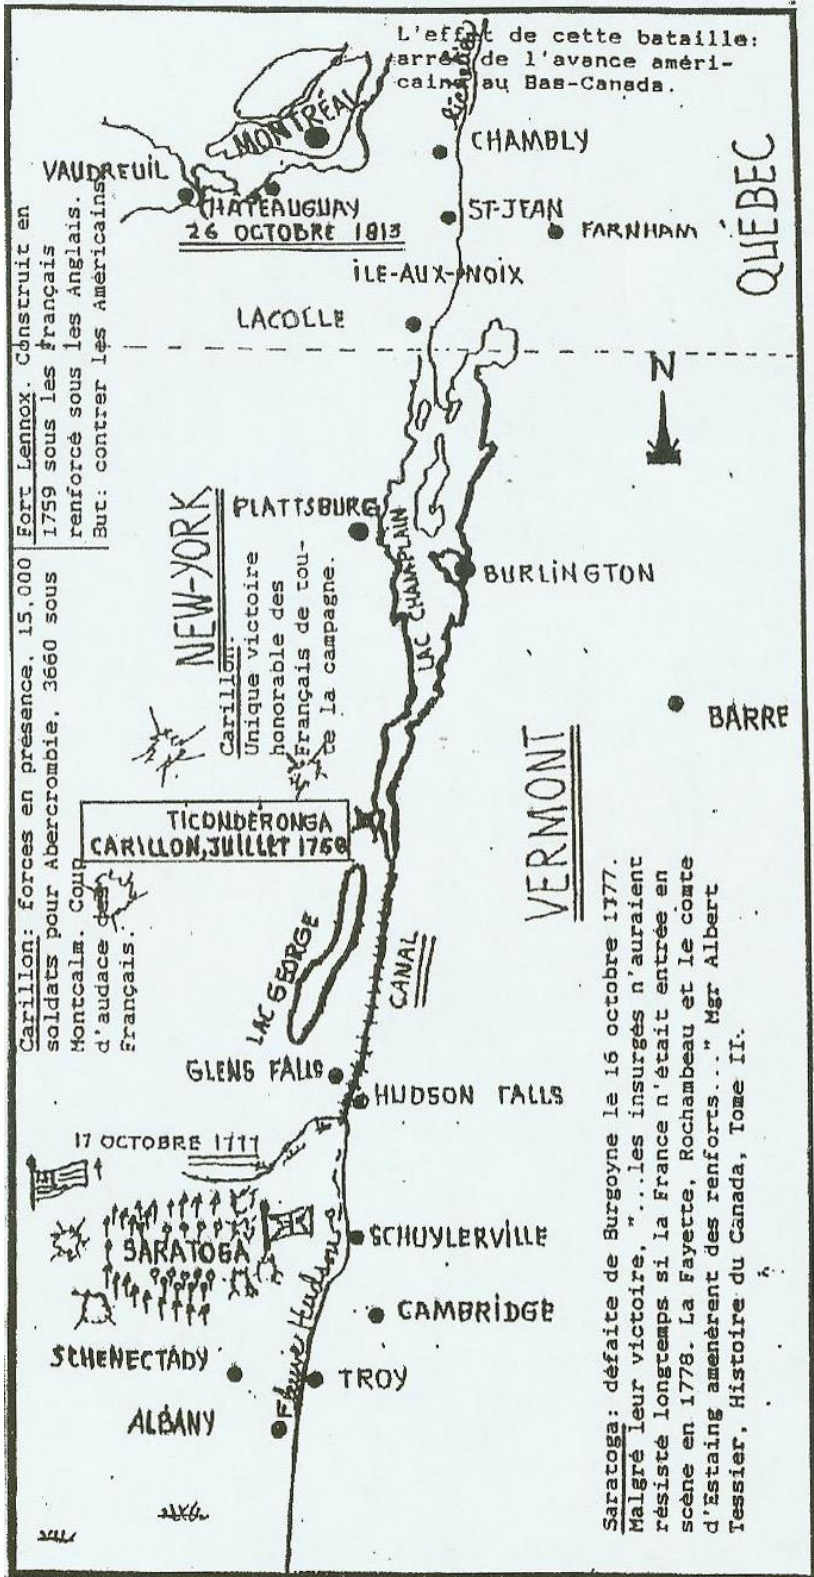 L'effet de cette bataille:
arrêt de l'avance améri-
caine au Bas-Canada.
Richelieu
MONTRÉAL
CHAMBLY
VAUDREUIL
CHÂTEAUGUAY
26 OCTOBRE 1813
ST-JEAN
FARNHAM
QUÉBEC
ÎLE-AUX-NOIX
LACOLLE
Fort Lennox. Construit en
1759 sous les Français
renforcé sous les Anglais.
But: contrer les Américains
N
NEW-YORK
PLATTSBURG
LAC CHAMPLAIN
BURLINGTON
Carillon.
Unique victoire
honorable des
Français de tou-
te la campagne.
BARRE
VERMONT
Carillon: forces en présence, 15,000
soldats pour Abercrombie, 3660 sous
Montcalm. Coup
d'audace des
Français.
TICONDÉRONGA
CARILLON, JUILLET 1758
LAC GEORGE
CANAL
GLENS FALLS
HUDSON FALLS
17 OCTOBRE 1777
SARATOGA
SCHUYLERVILLE
Fleuve Hudson
CAMBRIDGE
SCHENECTADY
TROY
ALBANY
Saratoga: défaite de Burgoyne le 16 octobre 1777.
Malgré leur victoire, "...les insurgés n'auraient
résisté longtemps si la France n'était entrée en
scène en 1778. La Fayette, Rochambeau et le comte
d'Estaing amenèrent des renforts..." Mgr Albert
Tessier, Histoire du Canada, Tome II.